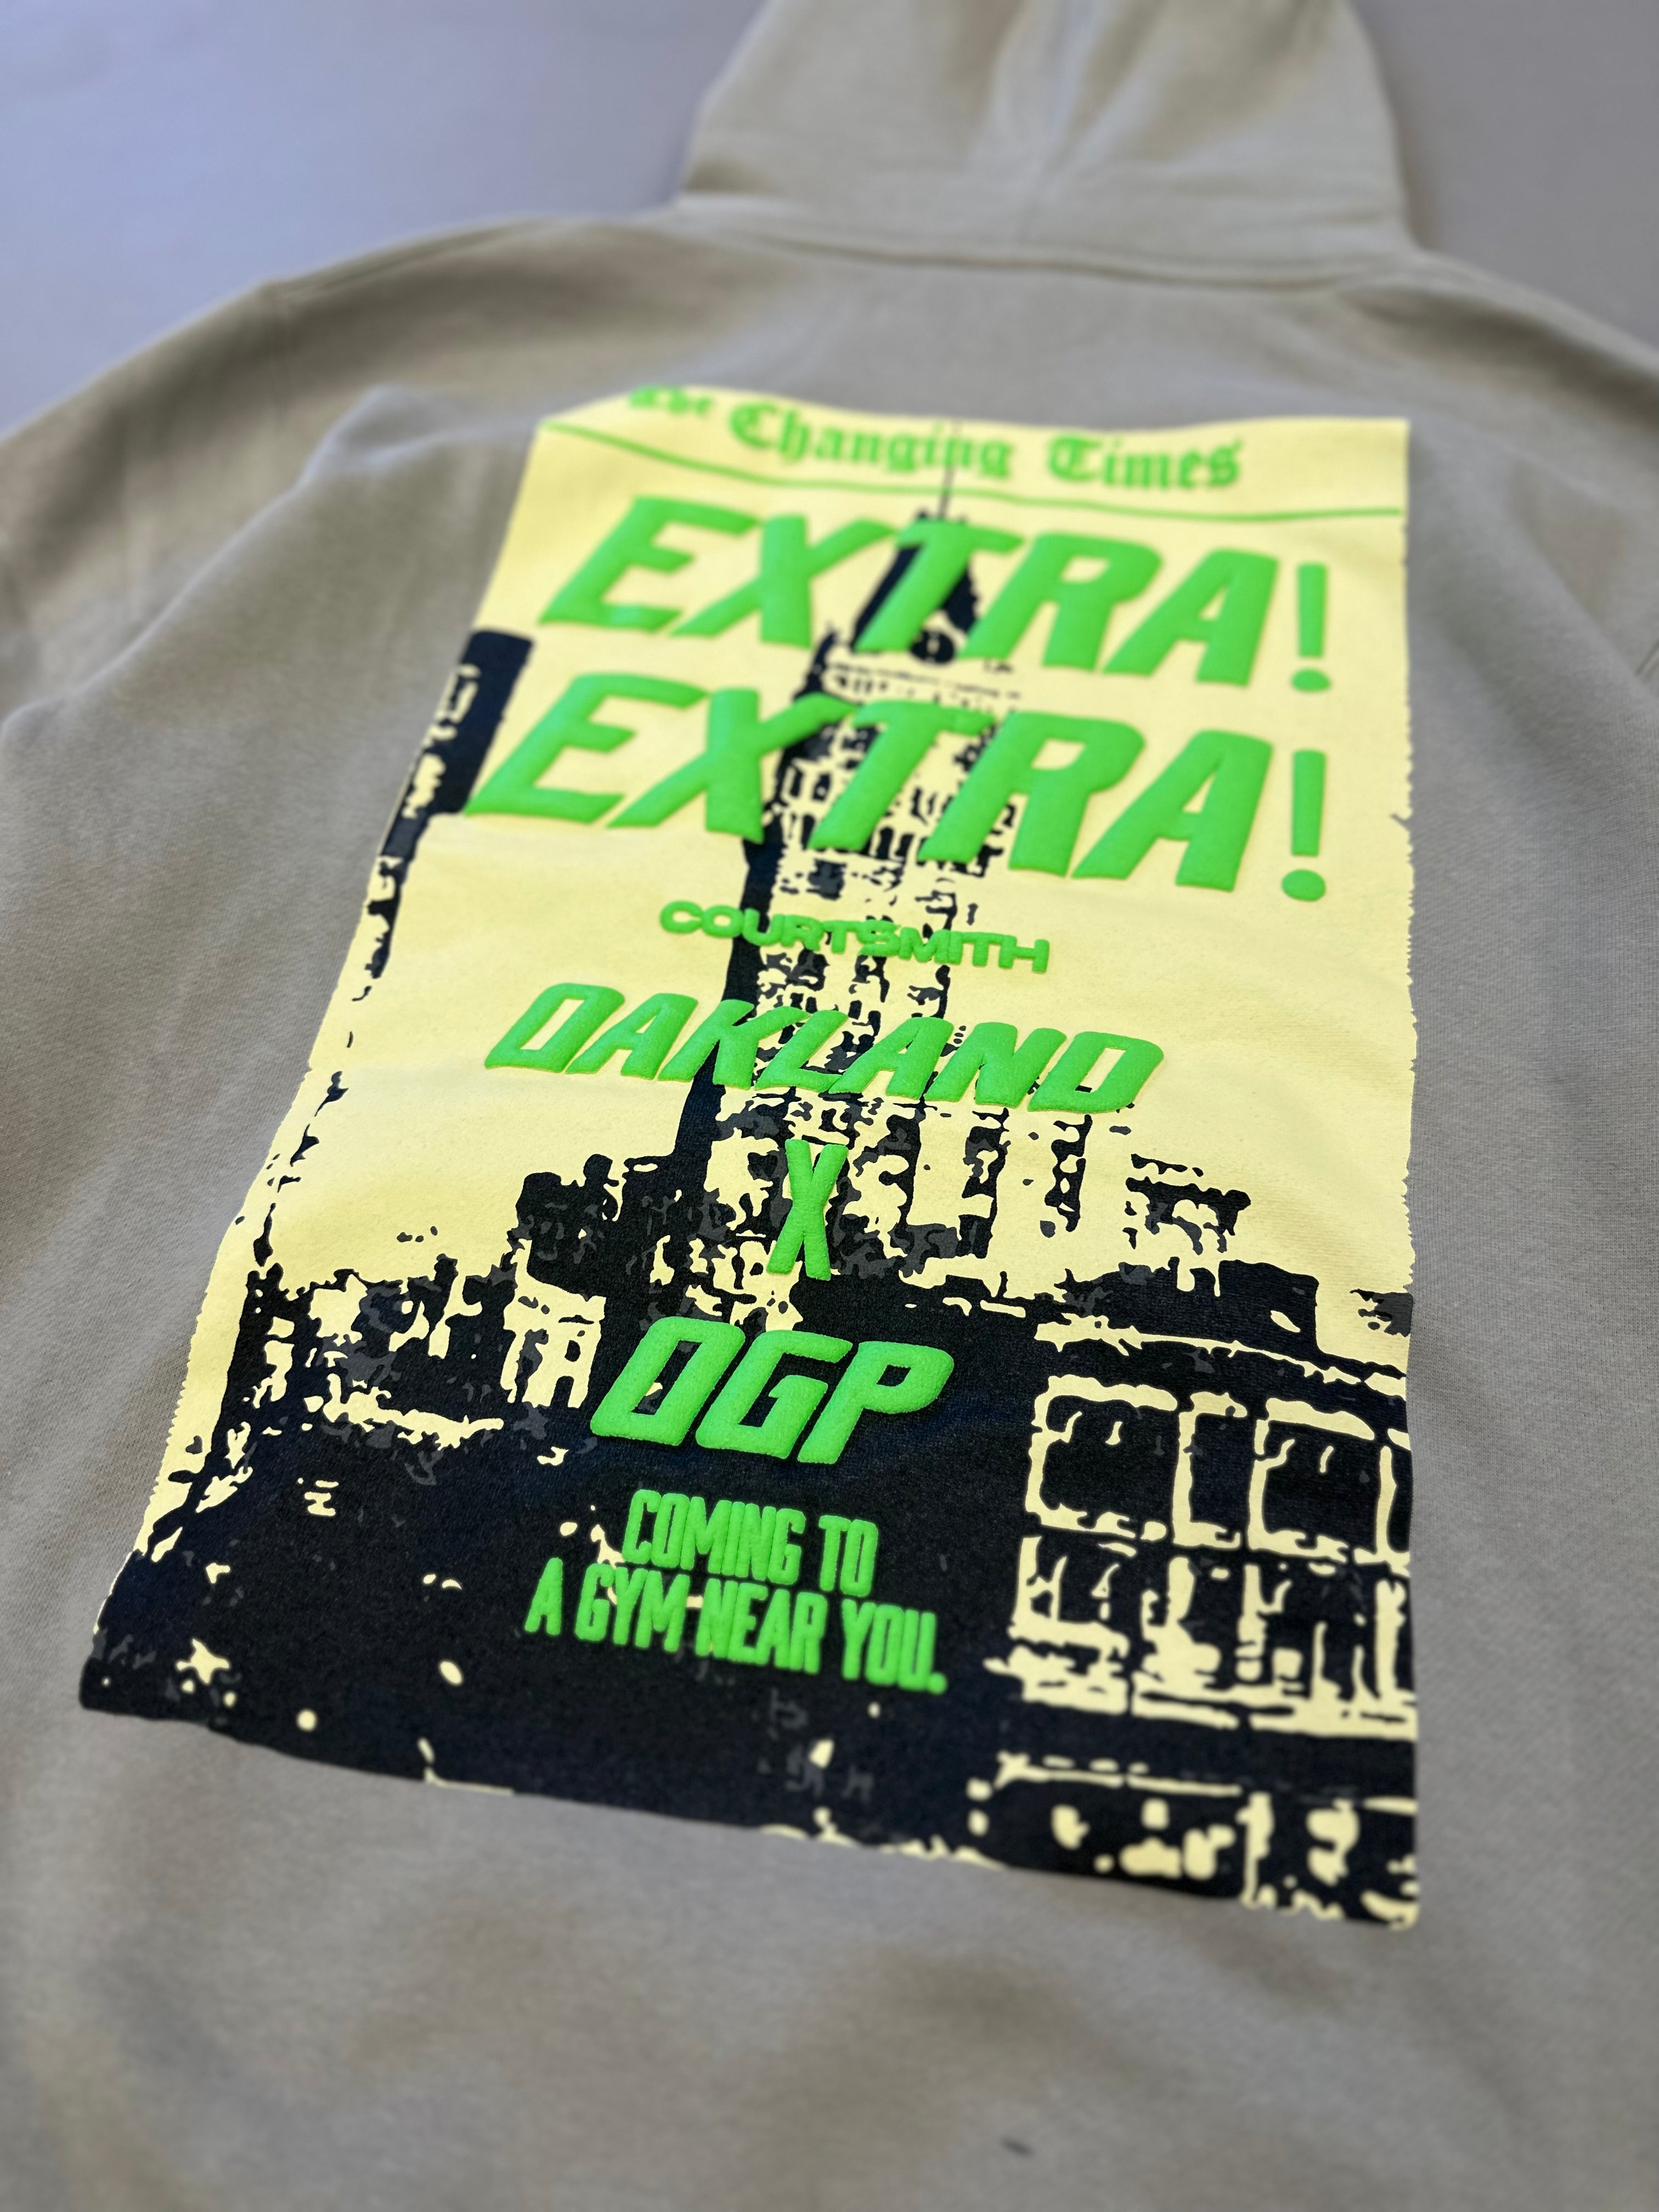 The Changing Times
EXTRA!
EXTRA!
COURTSMITH
OAKLAND
X
OGP
COMING TO
A GYM NEAR YOU.